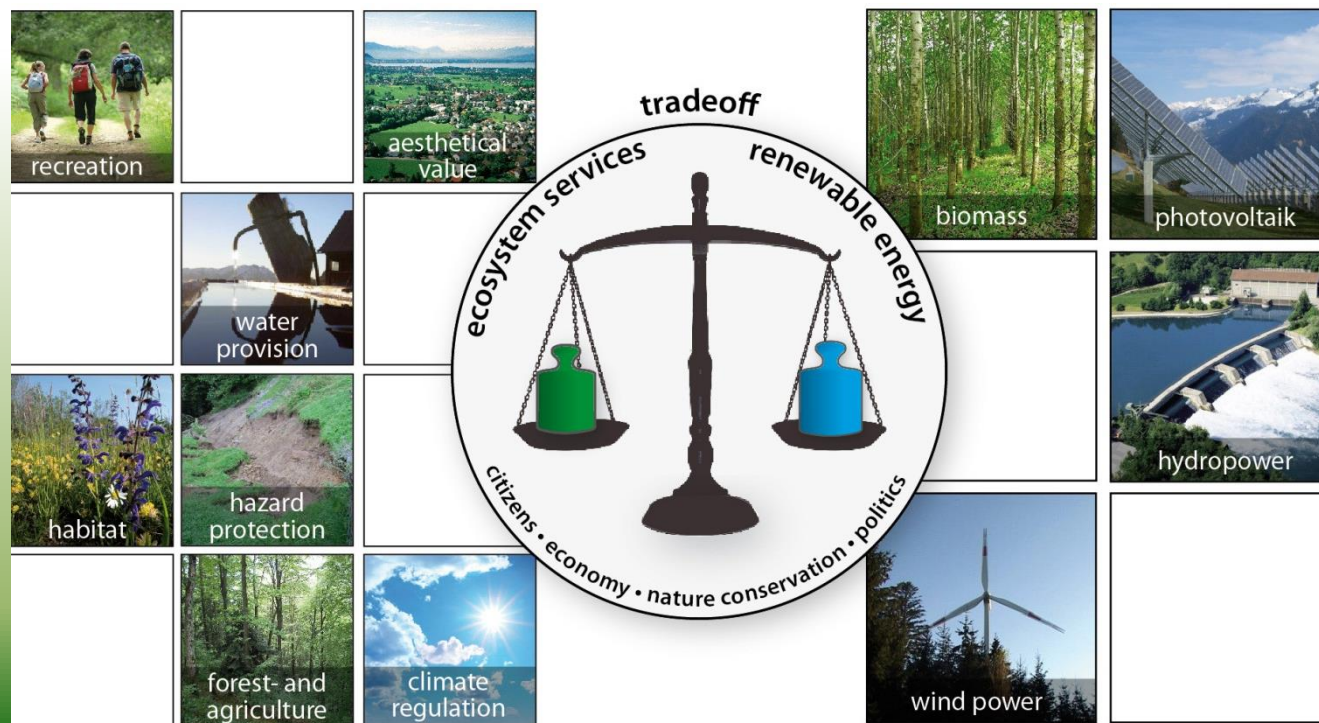 recreation
aesthetical
value
water
provision
habitat
hazard
protection
forest- and
agriculture
climate
regulation
tradeoff
ecosystem services
renewable energy
citizens • economy • nature conservation • politics
biomass
photovoltaik
hydropower
wind power